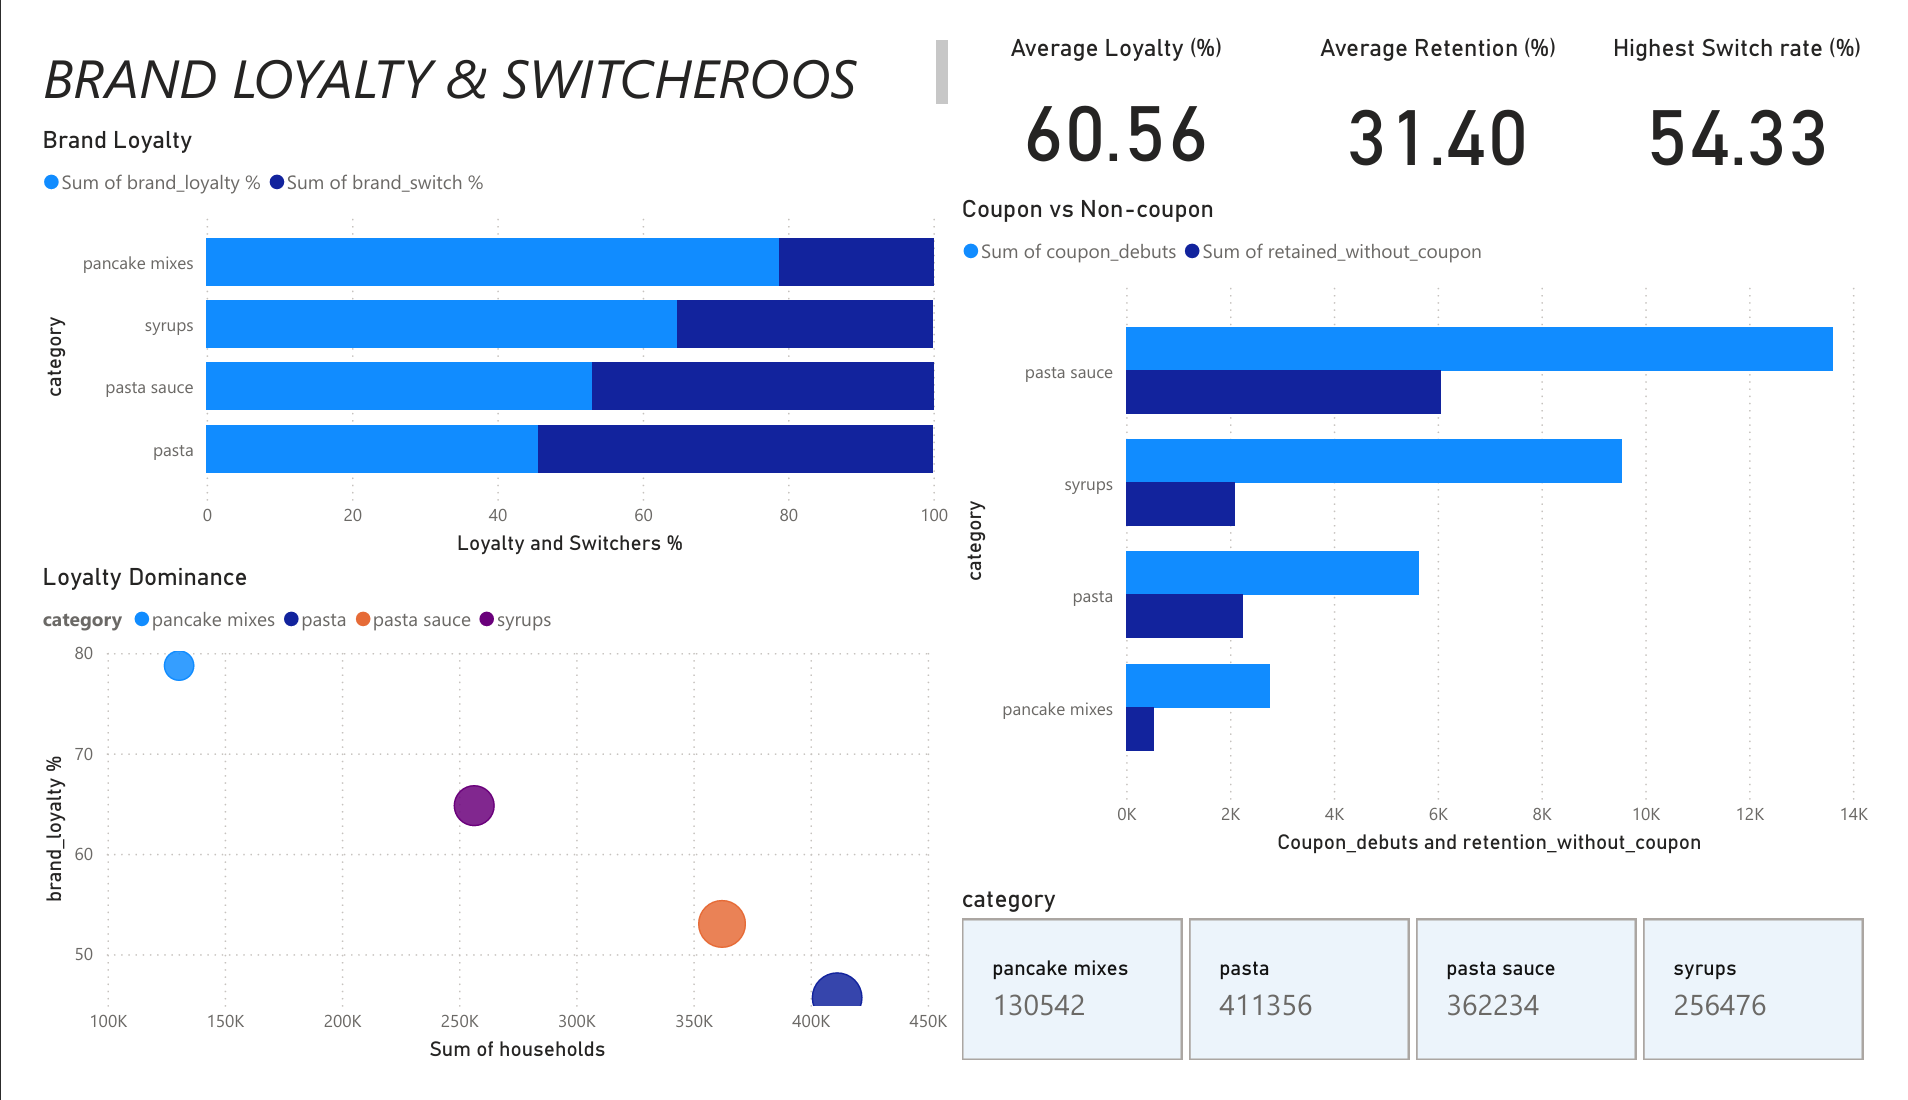 BRAND LOYALTY & SWITCHEROOS
Average Loyalty (%)
60.56
Average Retention (%)
31.40
Highest Switch rate (%)
54.33
Brand Loyalty
Sum of brand_loyalty % Sum of brand_switch %
category
pancake mixes
syrups
pasta sauce
pasta
0 20 40 60 80 100
Loyalty and Switchers %
Loyalty Dominance
category pancake mixes pasta pasta sauce syrups
brand_loyalty %
80
70
60
50
100K 150K 200K 250K 300K 350K 400K 450K
Sum of households
Coupon vs Non-coupon
Sum of coupon_debuts Sum of retained_without_coupon
category
pasta sauce
syrups
pasta
pancake mixes
0K 2K 4K 6K 8K 10K 12K 14K
Coupon_debuts and retention_without_coupon
category
pancake mixes
130542
pasta
411356
pasta sauce
362234
syrups
256476